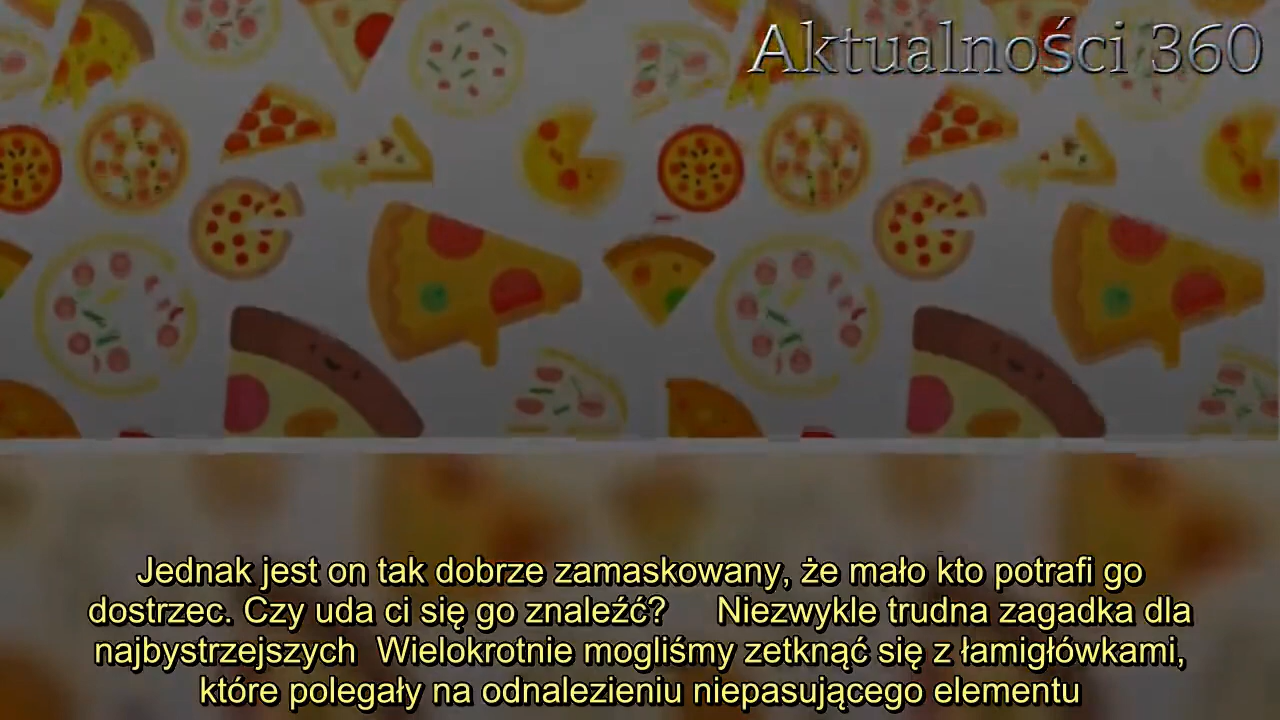 Aktualności 360
Jednak jest on tak dobrze zamaskowany, że mało kto potrafi go
dostrzec. Czy uda ci się go znaleźć? Niezwykle trudna zagadka dla
najbystrzejszych Wielokrotnie mogliśmy zetknąć się z łamigłówkami,
które polegały na odnalezieniu niepasującego elementu